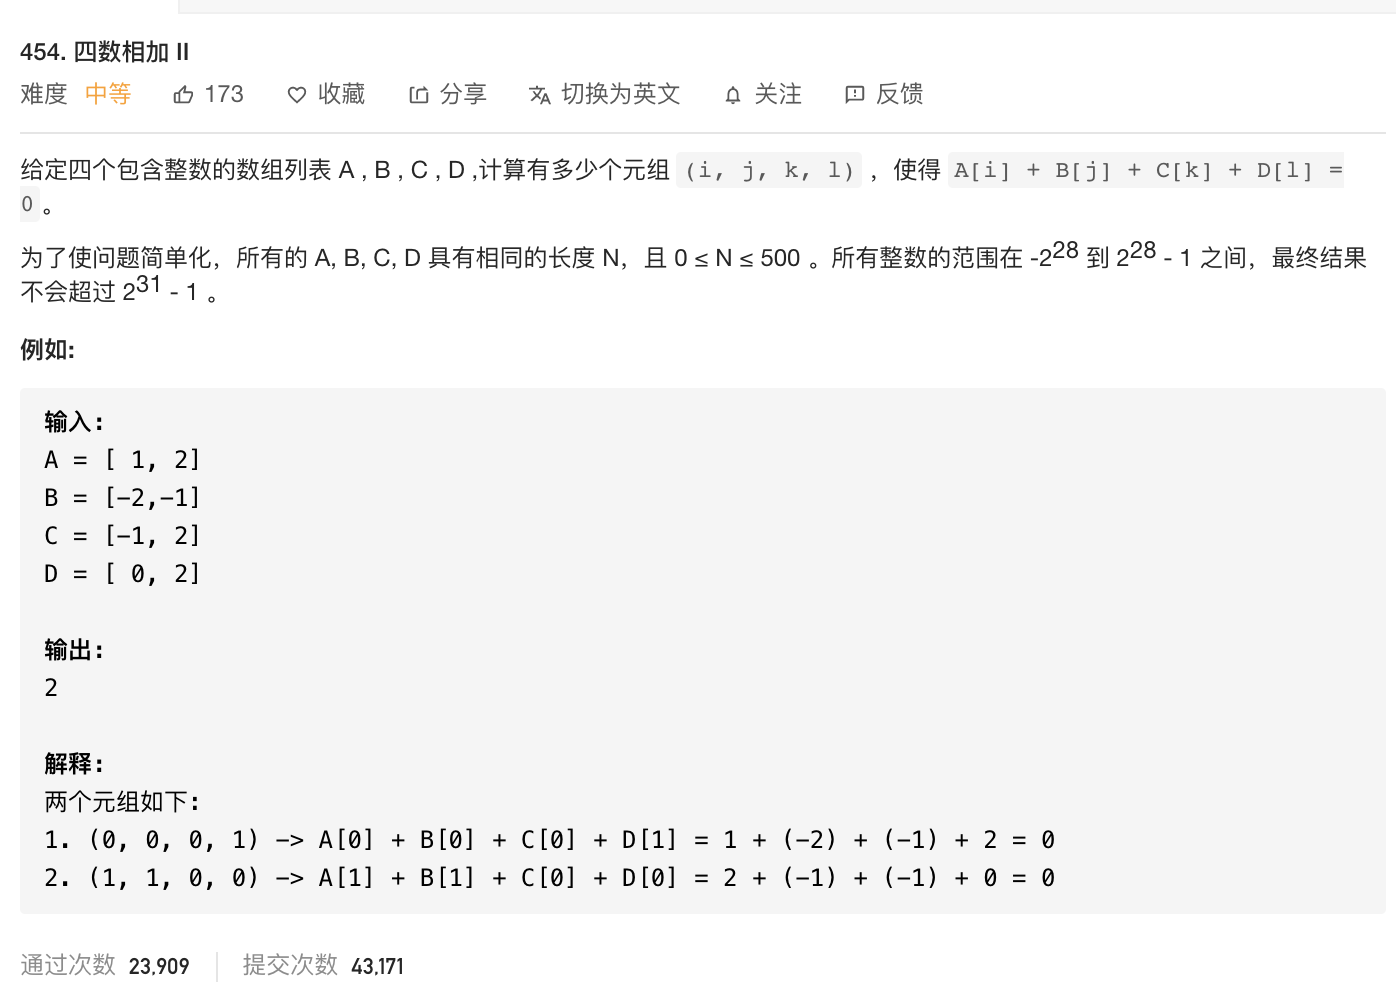 454. 四数相加 II
难度 中等 173 收藏 分享 切换为英文 关注 反馈
给定四个包含整数的数组列表 A , B , C , D ,计算有多少个元组 (i, j, k, l) ，使得 A[i] + B[j] + C[k] + D[l] =
0 。
为了使问题简单化，所有的 A, B, C, D 具有相同的长度 N，且 0 ≤ N ≤ 500 。所有整数的范围在 -2²⁸ 到 2²⁸ - 1 之间，最终结果
不会超过 2³¹ - 1 。
例如:
输入:
A = [ 1, 2]
B = [-2,-1]
C = [-1, 2]
D = [ 0, 2]
输出:
2
解释:
两个元组如下:
1. (0, 0, 0, 1) -> A[0] + B[0] + C[0] + D[1] = 1 + (-2) + (-1) + 2 = 0
2. (1, 1, 0, 0) -> A[1] + B[1] + C[0] + D[0] = 2 + (-1) + (-1) + 0 = 0
通过次数 23,909 提交次数 43,171